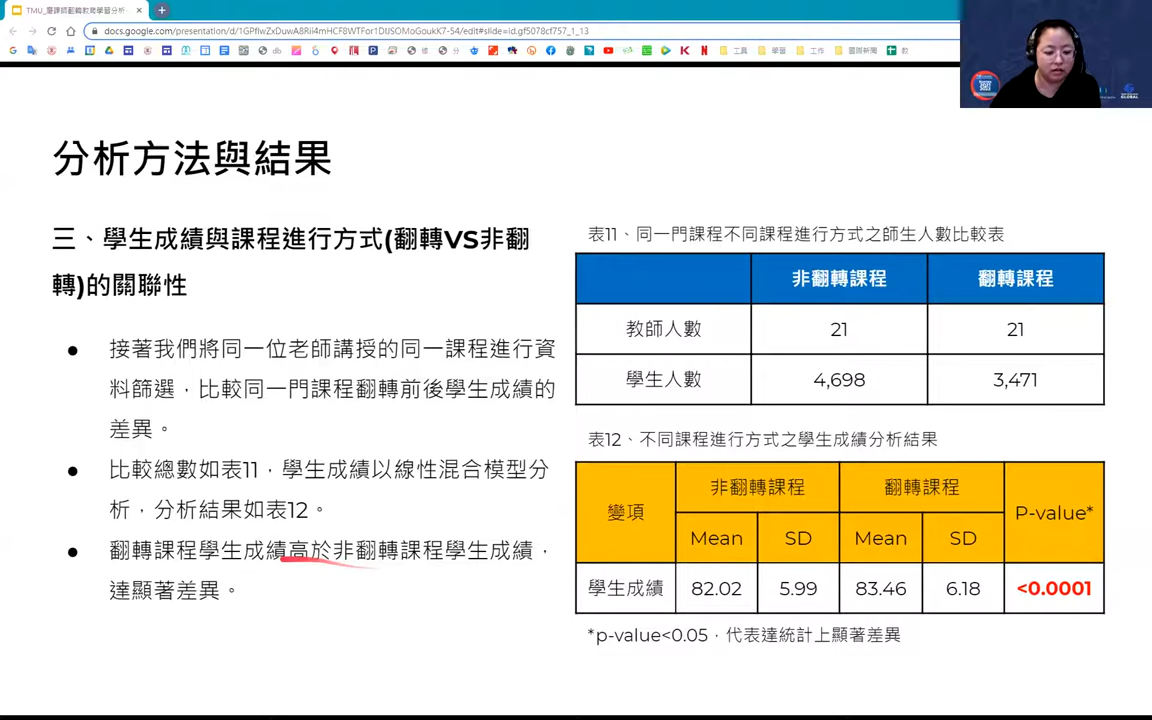 TMU_磨課師翻轉教育學習分析-
docs.google.com/presentation/d/1GPfIwZxDuwA8Rii4mHCF8WTFor1DIJSOMoGoukK7-54/edit#slide=id.gf5078cf757_1_13
工具 學習 工作 國際新聞
分析方法與結果
三、學生成績與課程進行方式(翻轉VS非翻
轉)的關聯性
● 接著我們將同一位老師講授的同一課程進行資
料篩選，比較同一門課程翻轉前後學生成績的
差異。
● 比較總數如表11，學生成績以線性混合模型分
析，分析結果如表12。
● 翻轉課程學生成績高於非翻轉課程學生成績，
達顯著差異。
表11、同一門課程不同課程進行方式之師生人數比較表
非翻轉課程 翻轉課程
教師人數 21 21
學生人數 4,698 3,471
表12、不同課程進行方式之學生成績分析結果
變項 非翻轉課程 翻轉課程 P-value*
Mean SD Mean SD
學生成績 82.02 5.99 83.46 6.18 <0.0001
*p-value<0.05，代表達統計上顯著差異